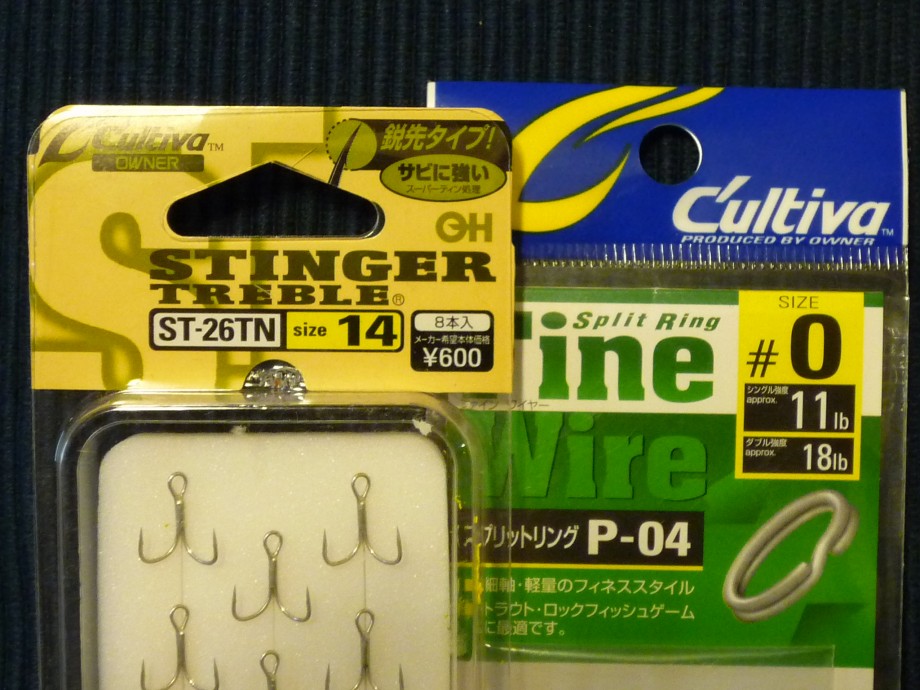 Cultiva™
OWNER
鋭先タイプ!
サビに強い
スーパーティン処理
OH
STINGER
TREBLE®
ST-26TN size 14
8本入
メーカー希望本体価格
¥600
C'ultiva™
PRODUCED BY OWNER
Split Ring
Fine
Wire
SIZE
#0
シングル強度
approx. 11lb
ダブル強度
approx. 18lb
プリットリング P-04
細軸・軽量のフィネススタイル
トラウト・ロックフィッシュゲーム
に最適です。